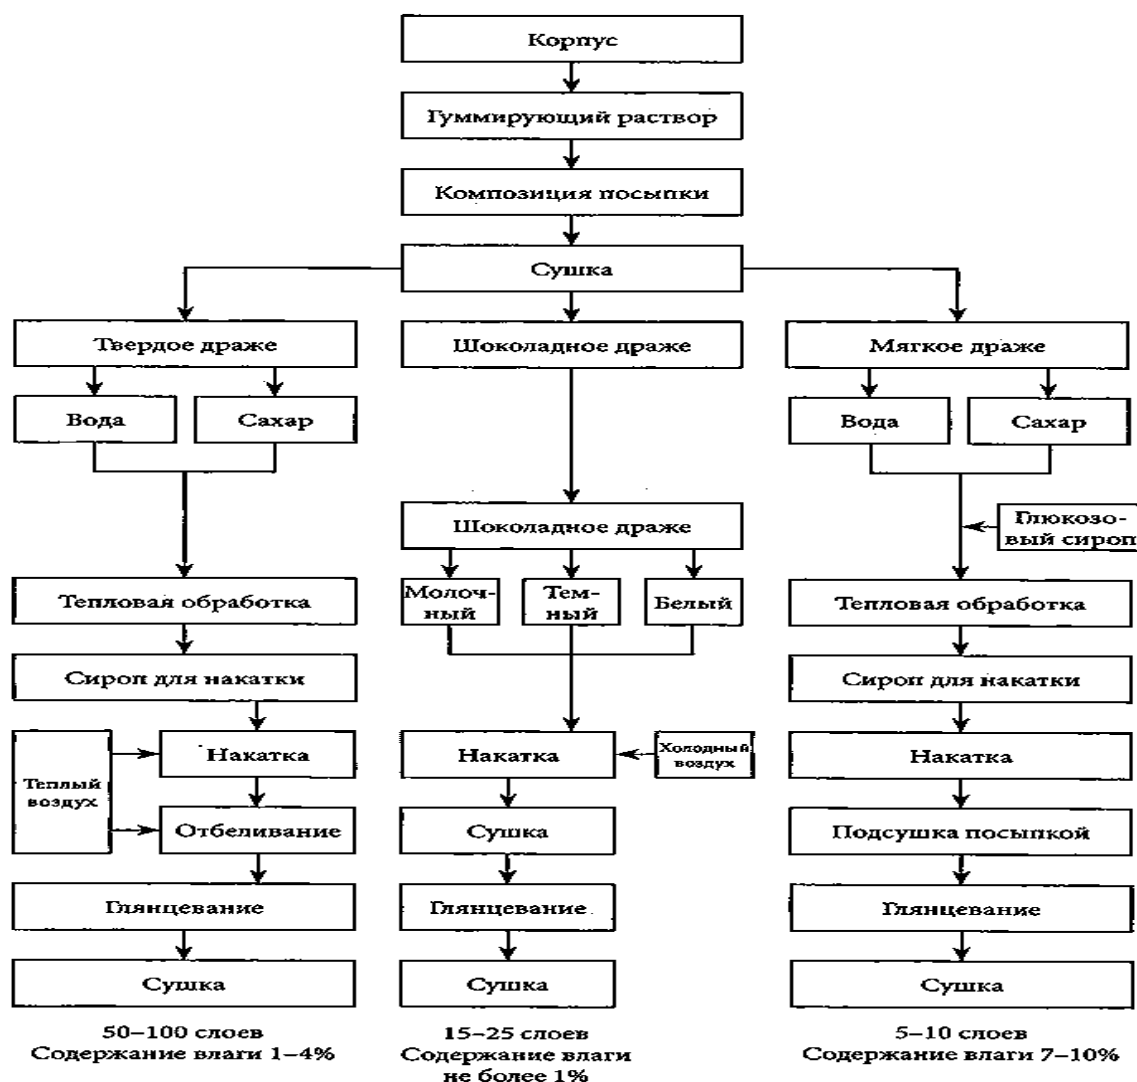 Корпус
Гуммирующий раствор
Композиция посыпки
Сушка
Твердое драже
Шоколадное драже
Мягкое драже
Вода
Сахар
Вода
Сахар
Глюкозо-
вый сироп
Шоколадное драже
Молоч-
ный
Тем-
ный
Белый
Тепловая обработка
Тепловая обработка
Сироп для накатки
Сироп для накатки
Теплый
воздух
Накатка
Накатка
Холодный
воздух
Накатка
Отбеливание
Сушка
Подсушка посыпкой
Глянцевание
Глянцевание
Глянцевание
Сушка
Сушка
Сушка
50–100 слоев
Содержание влаги 1–4%
15–25 слоев
Содержание влаги
не более 1%
5–10 слоев
Содержание влаги 7–10%